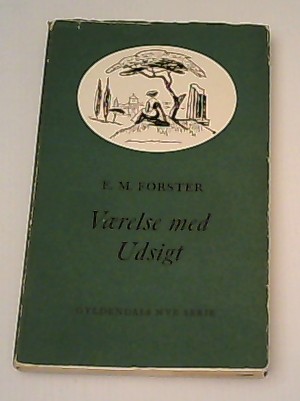 E. M. FORSTER
Værelse med
Udsigt
GYLDENDALS NYE SERIE